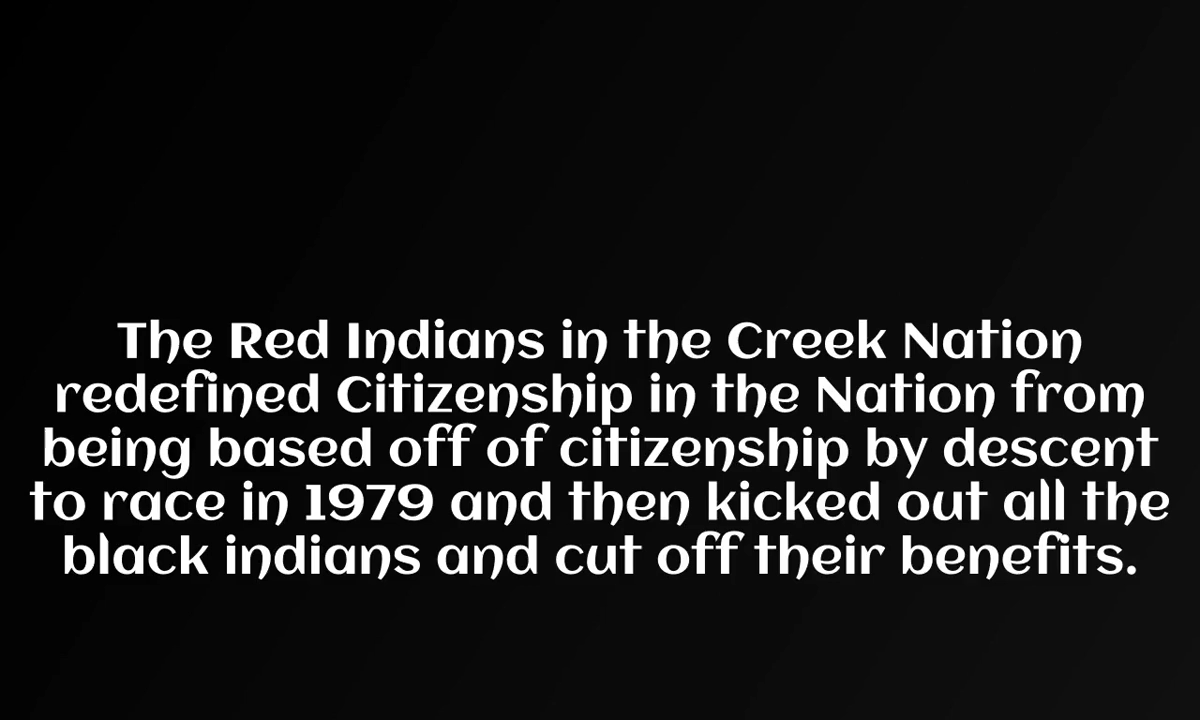 The Red Indians in the Creek Nation
redefined Citizenship in the Nation from
being based off of citizenship by descent
to race in 1979 and then kicked out all the
black indians and cut off their benefits.